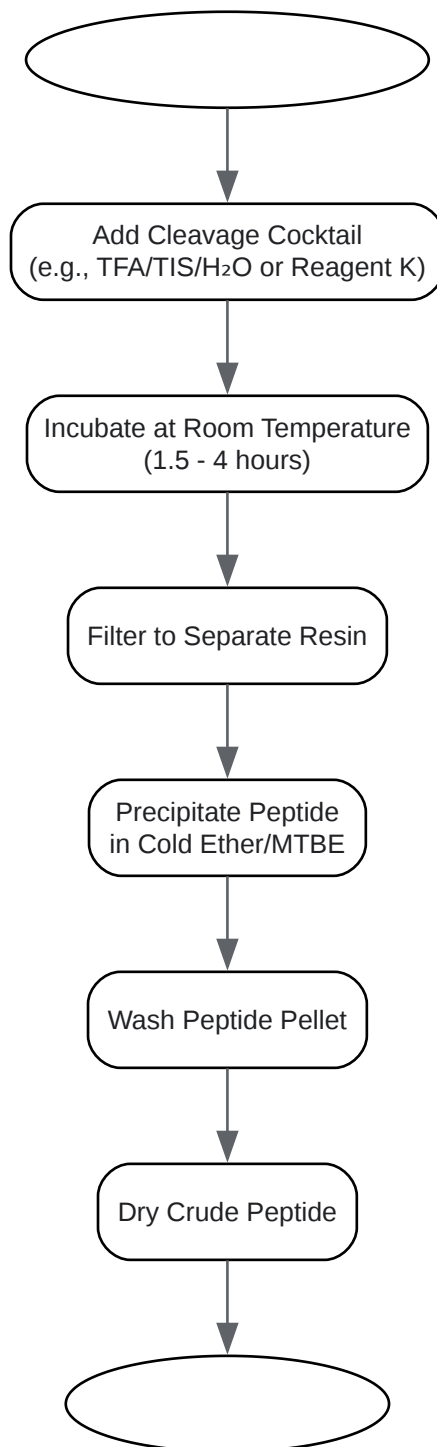 Add Cleavage Cocktail
(e.g., TFA/TIS/H₂O or Reagent K)
Incubate at Room Temperature
(1.5 - 4 hours)
Filter to Separate Resin
Precipitate Peptide
in Cold Ether/MTBE
Wash Peptide Pellet
Dry Crude Peptide